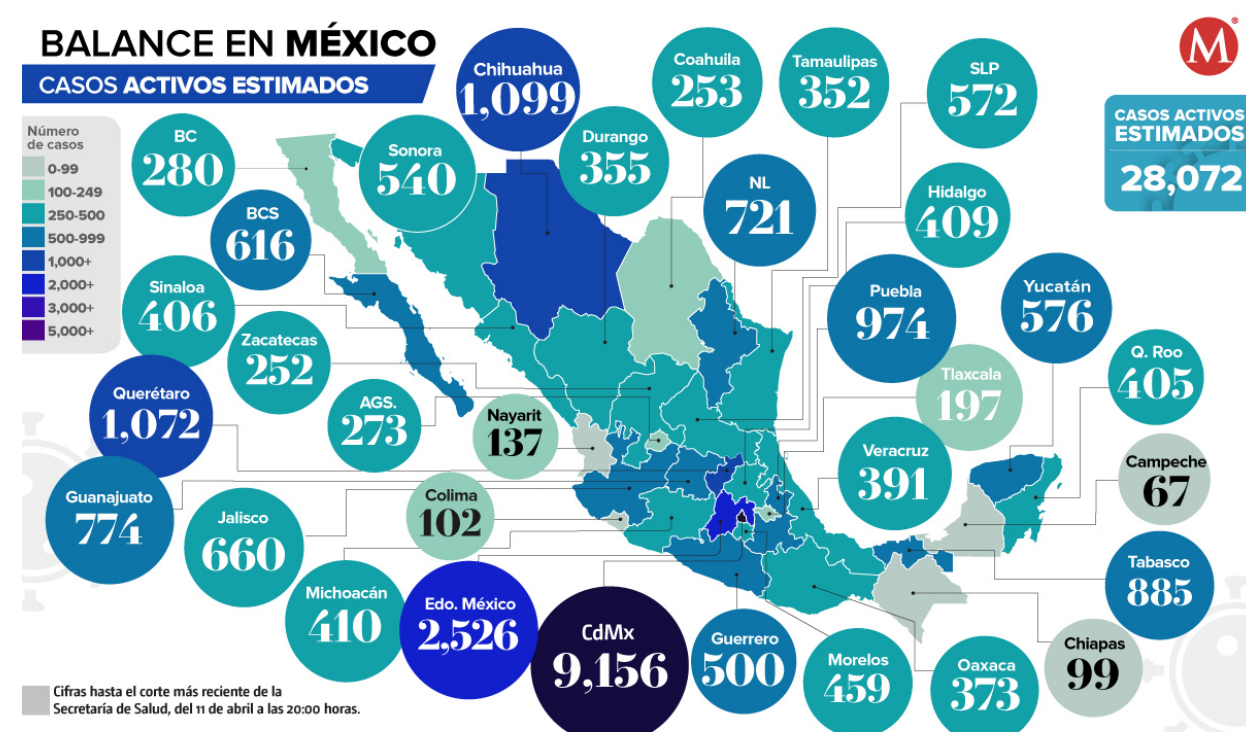 BALANCE EN MÉXICO
CASOS ACTIVOS ESTIMADOS
M
CASOS ACTIVOS
ESTIMADOS
28,072
Número
de casos
0-99
100-249
250-500
500-999
1,000+
2,000+
3,000+
5,000+
BC
280
BCS
616
Sonora
540
Chihuahua
1,099
Durango
355
Coahuila
253
Tamaulipas
352
SLP
572
NL
721
Hidalgo
409
Sinaloa
406
Zacatecas
252
AGS.
273
Nayarit
137
Puebla
974
Yucatán
576
Tlaxcala
197
Q. Roo
405
Querétaro
1,072
Guanajuato
774
Jalisco
660
Colima
102
Veracruz
391
Campeche
67
Michoacán
410
Edo. México
2,526
CdMx
9,156
Guerrero
500
Morelos
459
Oaxaca
373
Chiapas
99
Tabasco
885
Cifras hasta el corte más reciente de la
Secretaría de Salud, del 11 de abril a las 20:00 horas.